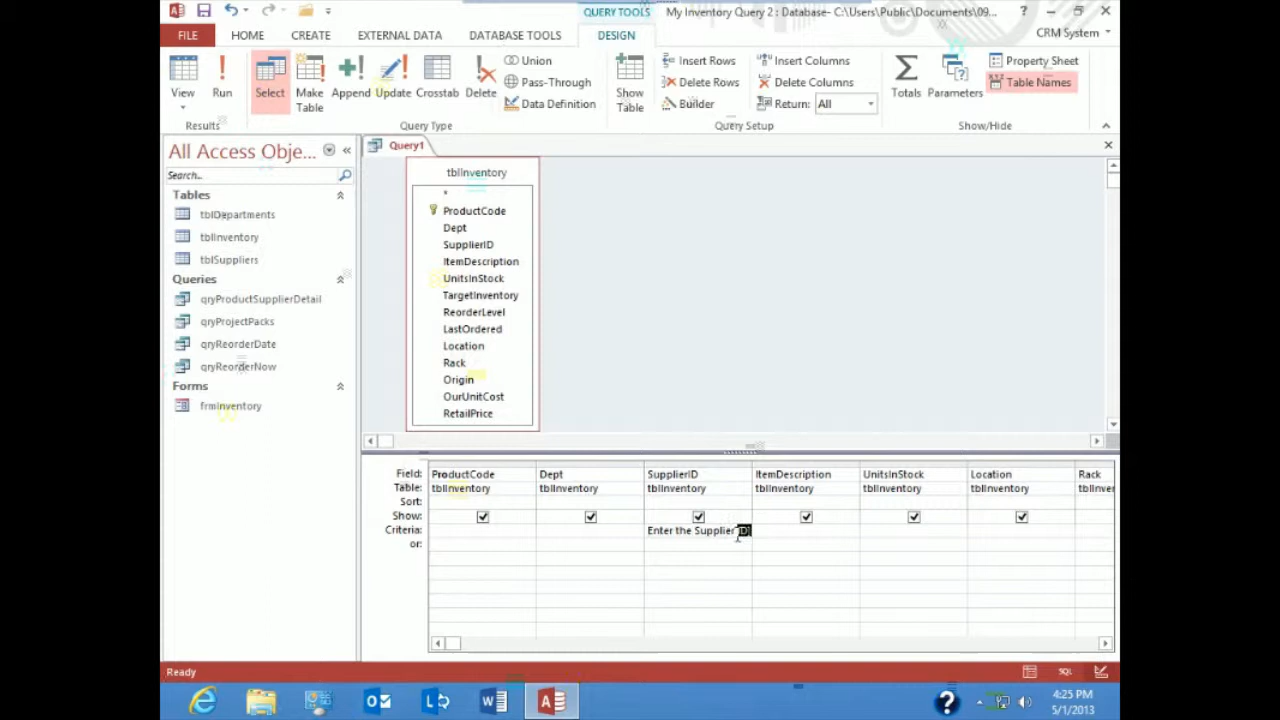 QUERY TOOLS
My Inventory Query 2 : Database- C:\Users\Public\Documents\09...
?
FILE
HOME
CREATE
EXTERNAL DATA
DATABASE TOOLS
DESIGN
CRM System
View
Run
Select
Make
Table
Append
Update
Crosstab
Delete
Union
Pass-Through
Data Definition
Show
Table
Insert Rows
Delete Rows
Builder
Insert Columns
Delete Columns
Return: All
Totals
Parameters
Property Sheet
Table Names
Results
Query Type
Query Setup
Show/Hide
All Access Obje...
Search..
Tables
tblDepartments
tblInventory
tblSuppliers
Queries
qryProductSupplierDetail
qryProjectPacks
qryReorderDate
qryReorderNow
Forms
frmInventory
Query1
tblInventory
*
ProductCode
Dept
SupplierID
ItemDescription
UnitsInStock
TargetInventory
ReorderLevel
LastOrdered
Location
Rack
Origin
OurUnitCost
RetailPrice
Field: ProductCode Dept SupplierID ItemDescription UnitsInStock Location Rack
Table: tblInventory tblInventory tblInventory tblInventory tblInventory tblInventory tblInver
Sort:
Show:
Criteria: Enter the Supplier
or:
Ready
SQL
4:25 PM
5/1/2013